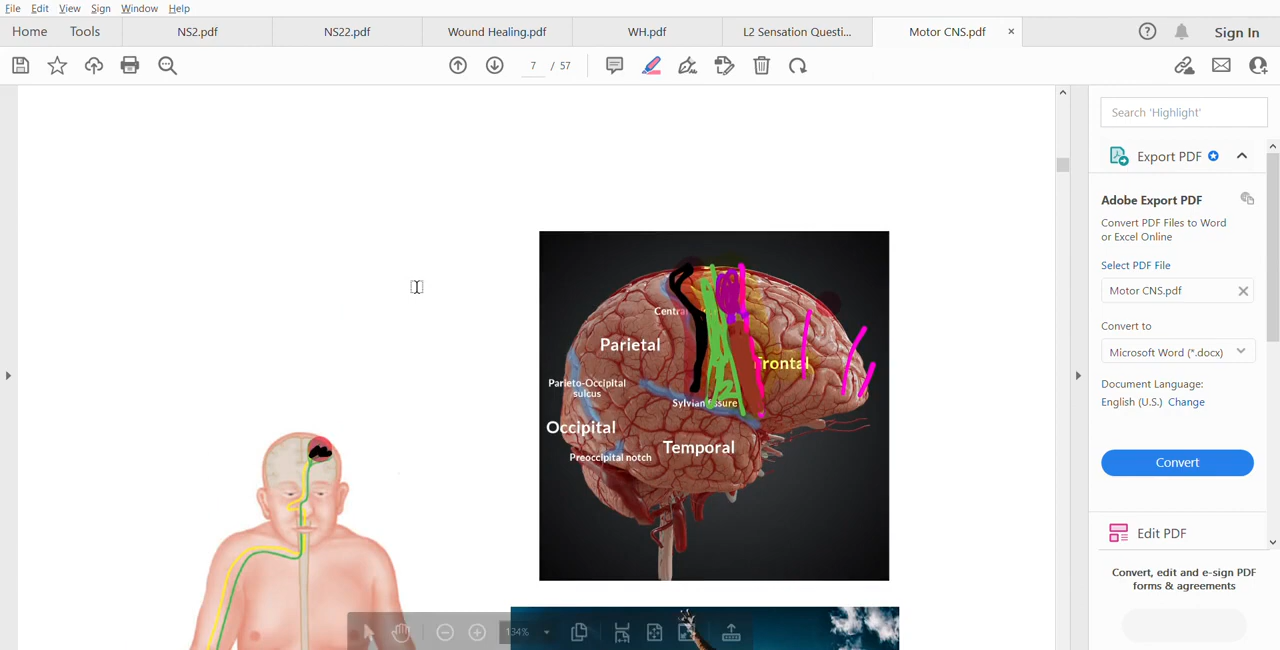 File Edit View Sign Window Help
Home Tools NS2.pdf NS22.pdf Wound Healing.pdf WH.pdf L2 Sensation Questi... Motor CNS.pdf × ? Sign In
7 / 57
Search 'Highlight'
Export PDF
Adobe Export PDF
Convert PDF Files to Word
or Excel Online
Select PDF File
Motor CNS.pdf
Convert to
Microsoft Word (*.docx)
Document Language:
English (U.S.) Change
Convert
Edit PDF
Convert, edit and e-sign PDF
forms & agreements
Central
Parietal
Frontal
Parieto-Occipital
sulcus
Sylvian fissure
Occipital
Temporal
Preoccipital notch
134%